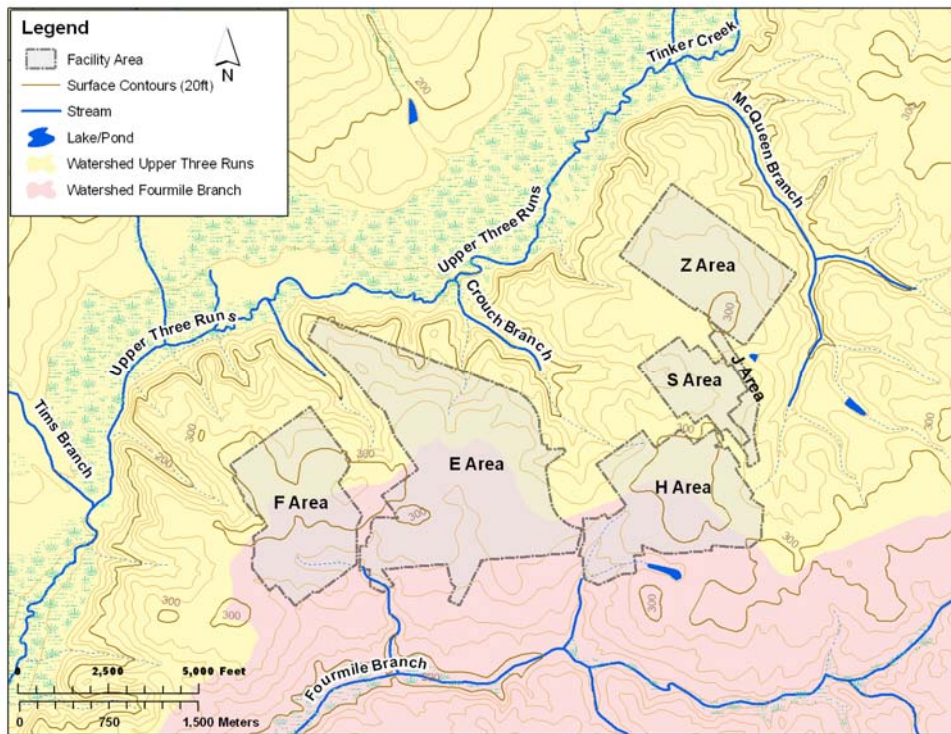 Legend
Facility Area
Surface Contours (20ft)
Stream
Lake/Pond
Watershed Upper Three Runs
Watershed Fourmile Branch
N
200
Tinker Creek
300
McQueen Branch
Upper Three Runs
Z Area
300
Crouch Branch
Upper Three Runs
J-Area
S Area
Tims Branch
300
200
300
E Area
H Area
F Area
300
300
300
300
300
0 2,500 5,000 Feet
Fourmile Branch
200
0 750 1,500 Meters